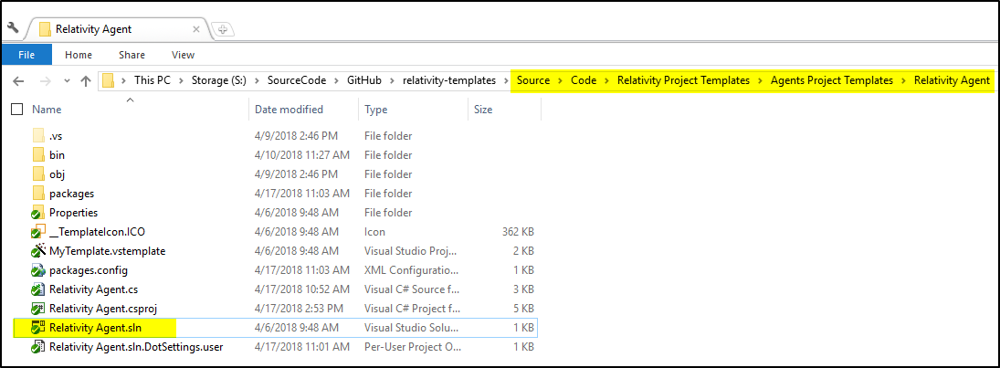 Relativity Agent
File Home Share View
This PC Storage (S:) SourceCode GitHub relativity-templates Source Code Relativity Project Templates Agents Project Templates Relativity Agent
Name Date modified Type Size
.vs 4/9/2018 2:46 PM File folder
bin 4/10/2018 11:27 AM File folder
obj 4/9/2018 2:46 PM File folder
packages 4/17/2018 11:03 AM File folder
Properties 4/6/2018 9:48 AM File folder
__TemplateIcon.ICO 4/6/2018 9:48 AM Icon 362 KB
MyTemplate.vstemplate 4/6/2018 9:48 AM Visual Studio Proj... 2 KB
packages.config 4/17/2018 11:03 AM XML Configuratio... 1 KB
Relativity Agent.cs 4/17/2018 10:52 AM Visual C# Source f... 3 KB
Relativity Agent.csproj 4/17/2018 2:53 PM Visual C# Project f... 5 KB
Relativity Agent.sln 4/6/2018 9:48 AM Visual Studio Solu... 1 KB
Relativity Agent.sln.DotSettings.user 4/17/2018 11:01 AM Per-User Project O... 1 KB